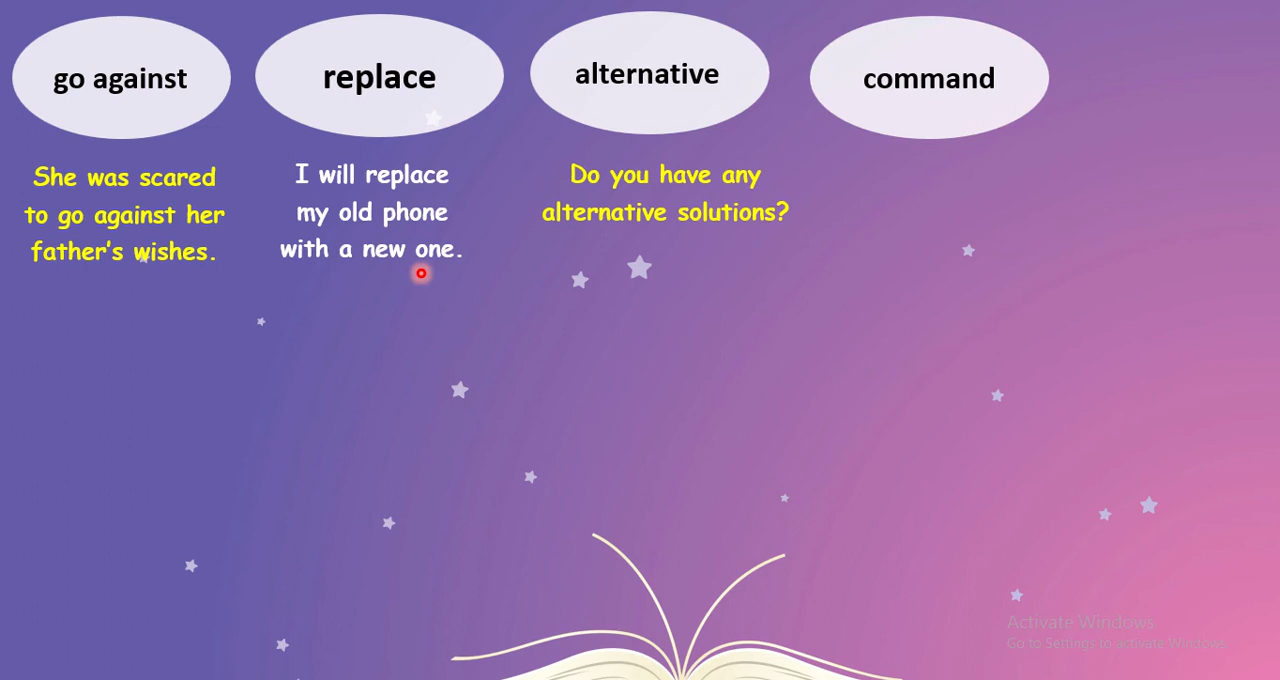 go against
replace
alternative
command
She was scared
to go against her
father's wishes.
I will replace
my old phone
with a new one.
Do you have any
alternative solutions?
Activate Windows
Go to Settings to activate Windows.